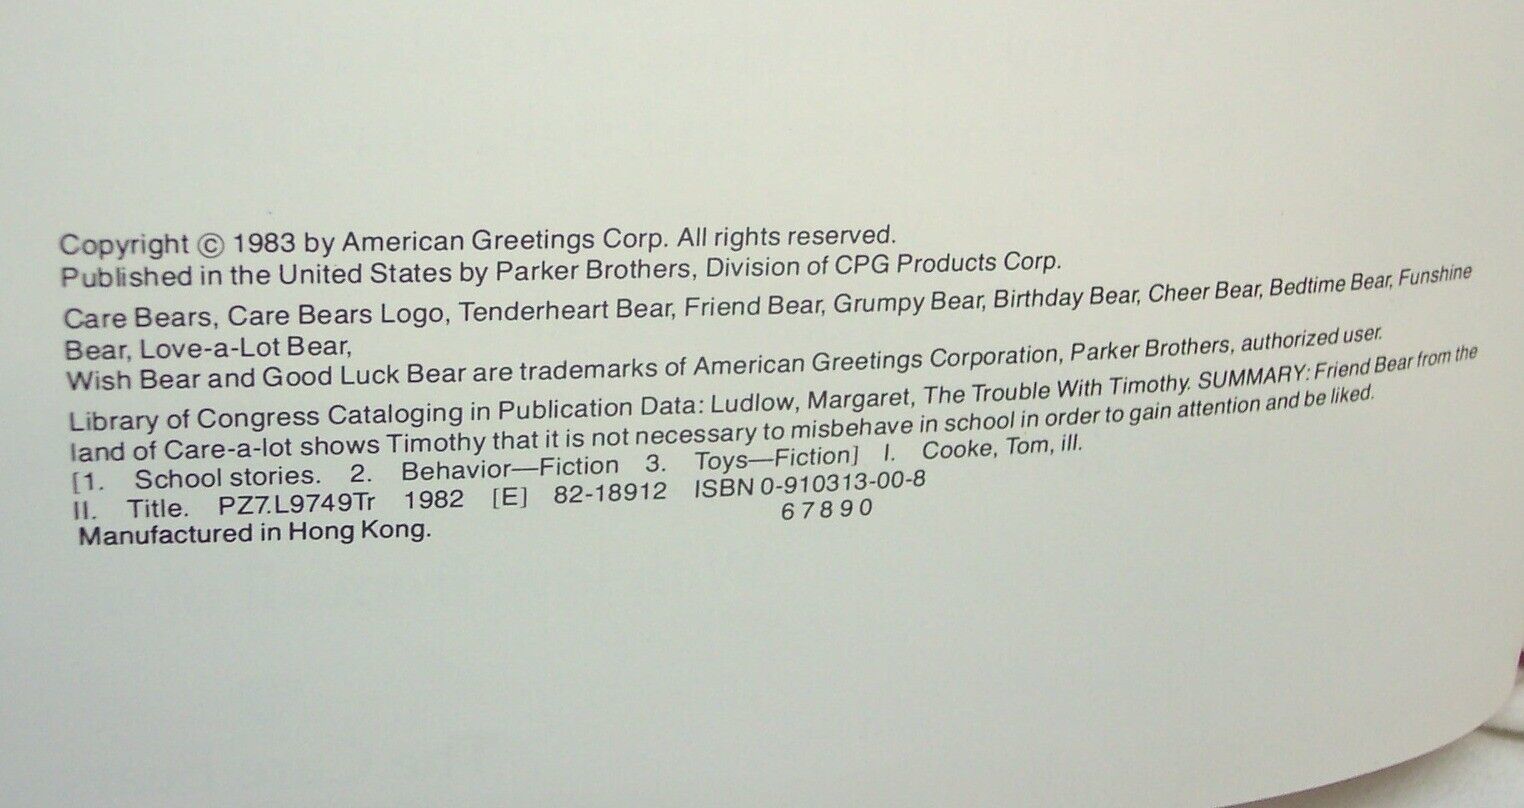 Copyright © 1983 by American Greetings Corp. All rights reserved.
Published in the United States by Parker Brothers, Division of CPG Products Corp.
Care Bears, Care Bears Logo, Tenderheart Bear, Friend Bear, Grumpy Bear, Birthday Bear, Cheer Bear, Bedtime Bear, Funshine
Bear, Love-a-Lot Bear,
Wish Bear and Good Luck Bear are trademarks of American Greetings Corporation, Parker Brothers, authorized user.
Library of Congress Cataloging in Publication Data: Ludlow, Margaret, The Trouble With Timothy. SUMMARY: Friend Bear from the
land of Care-a-lot shows Timothy that it is not necessary to misbehave in school in order to gain attention and be liked.
[1. School stories. 2. Behavior—Fiction 3. Toys—Fiction] I. Cooke, Tom, ill.
II. Title. PZ7.L9749Tr 1982 [E] 82-18912 ISBN 0-910313-00-8
6 7 8 9 0
Manufactured in Hong Kong.